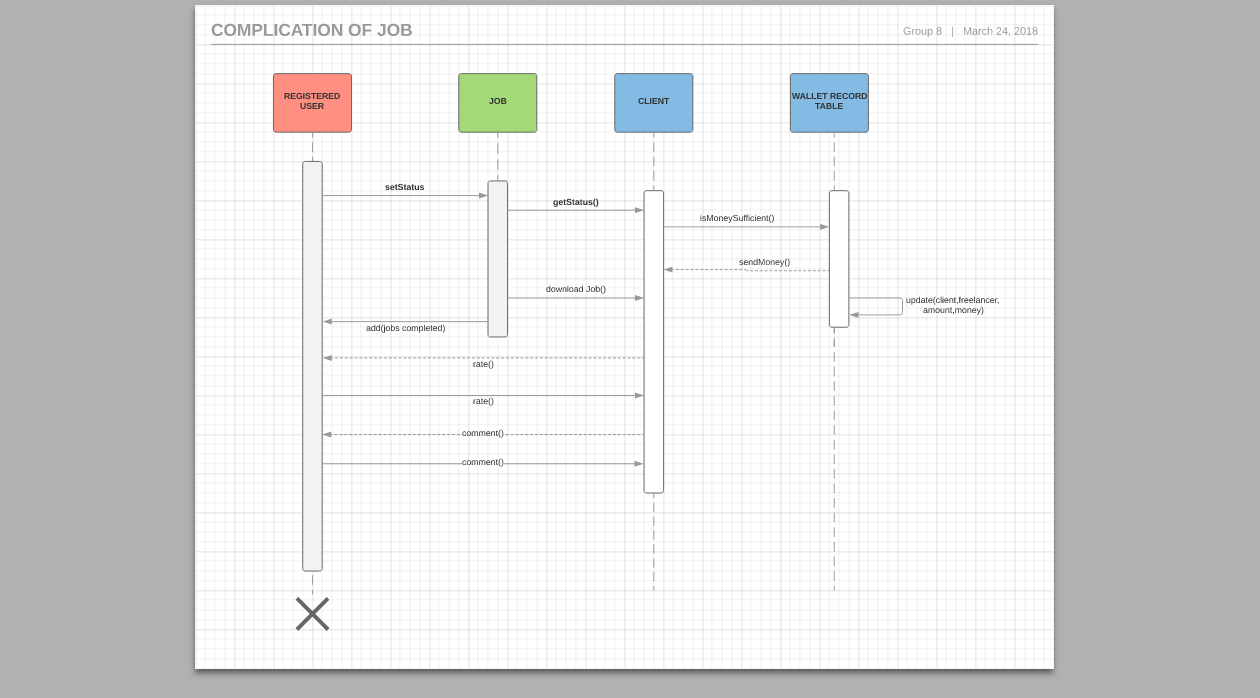 COMPLICATION OF JOB
Group 8 | March 24, 2018
REGISTERED
USER
JOB
CLIENT
WALLET RECORD
TABLE
setStatus
getStatus()
isMoneySufficient()
sendMoney()
download Job()
update(client,freelancer,
amount,money)
add(jobs completed)
rate()
rate()
comment()
comment()